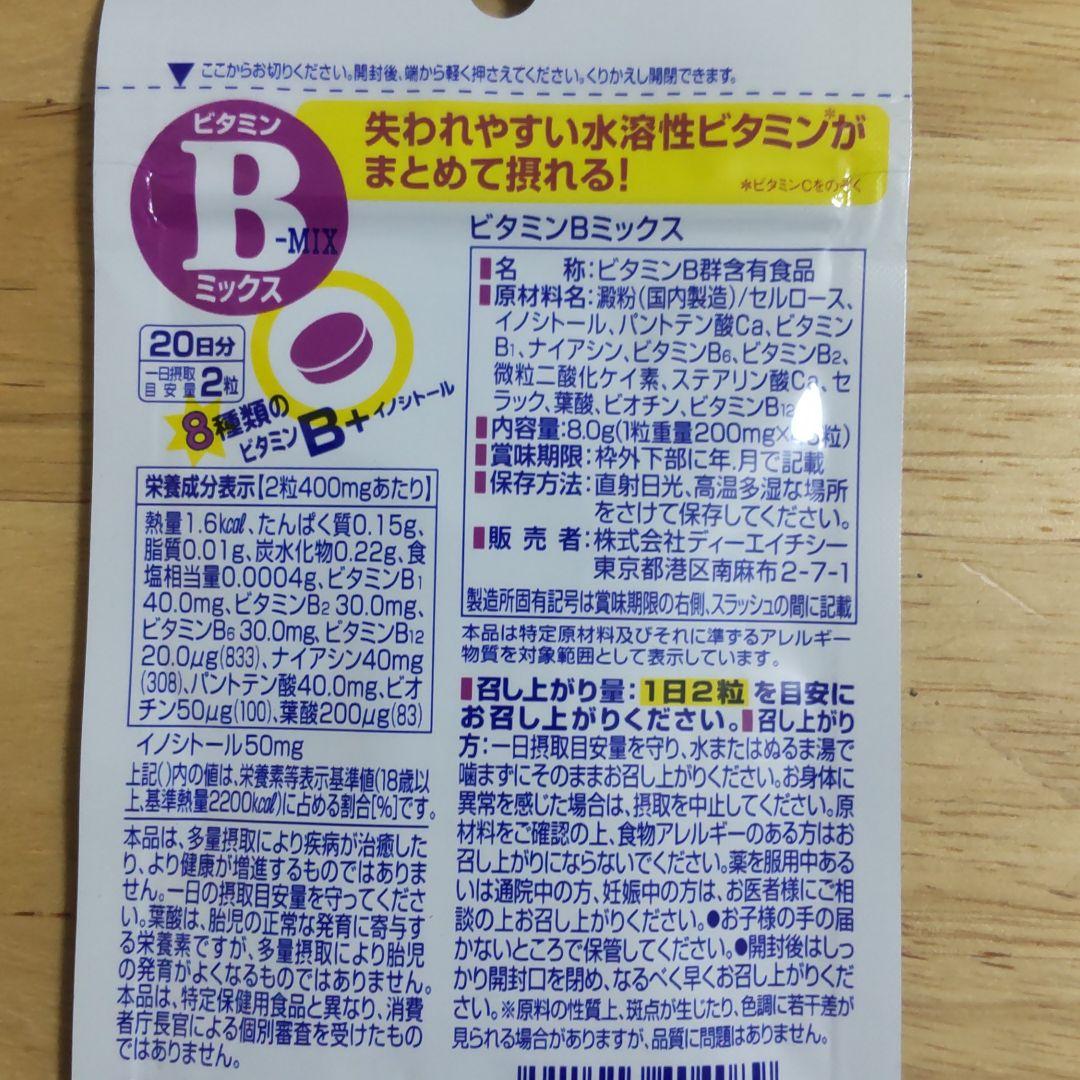 ▼ここからお切りください。開封後、端から軽く押さえてください。くりかえし開閉できます。
ビタミン
B
-MIX
ミックス
失われやすい水溶性ビタミン*が
まとめて摂れる!
*ビタミンCをのぞく
20日分
一日摂取
目安量 2粒
8種類の
ビタミンB+イノシトール
栄養成分表示【2粒400mgあたり】
熱量1.6kcal、たんぱく質0.15g、
脂質0.01g、炭水化物0.22g、食
塩相当量0.0004g、ビタミンB1
40.0mg、ビタミンB2 30.0mg、
ビタミンB6 30.0mg、ビタミンB12
20.0μg(833)、ナイアシン40mg
(308)、パントテン酸40.0mg、ビオ
チン50μg(100)、葉酸200μg(83)
イノシトール50mg
上記()内の値は、栄養素等表示基準値(18歳以
上、基準熱量2200kcal)に占める割合[%]です。
本品は、多量摂取により疾病が治癒した
り、より健康が増進するものではありま
せん。一日の摂取目安量を守ってくださ
い。葉酸は、胎児の正常な発育に寄与す
る栄養素ですが、多量摂取により胎児
の発育がよくなるものではありません。
本品は、特定保健用食品と異なり、消費
者庁長官による個別審査を受けたもの
ではありません。
ビタミンBミックス
名 称:ビタミンB群含有食品
原材料名:澱粉(国内製造)/セルロース、
イノシトール、パントテン酸Ca、ビタミン
B1、ナイアシン、ビタミンB6、ビタミンB2、
微粒二酸化ケイ素、ステアリン酸Ca、セ
ラック、葉酸、ビオチン、ビタミンB12
内容量:8.0g(1粒重量200mg×粒)
賞味期限:枠外下部に年.月で記載
保存方法:直射日光、高温多湿な場所
をさけて保存してください。
販売者:株式会社ディーエイチシー
東京都港区南麻布2-7-1
製造所固有記号は賞味期限の右側、スラッシュの間に記載
本品は特定原材料及びそれに準ずるアレルギー
物質を対象範囲として表示しています。
召し上がり量:1日2粒を目安に
お召し上がりください。召し上がり
方:一日摂取目安量を守り、水またはぬるま湯で
噛まずにそのままお召し上がりください。お身体に
異常を感じた場合は、摂取を中止してください。原
材料をご確認の上、食物アレルギーのある方はお
召し上がりにならないでください。薬を服用中ある
いは通院中の方、妊娠中の方は、お医者様にご相
談の上お召し上がりください。●お子様の手の届
かないところで保管してください。●開封後はしっ
かり開封口を閉め、なるべく早くお召し上がりくだ
さい。※原料の性質上、斑点が生じたり、色調に若干差が
見られる場合がありますが、品質に問題はありません。